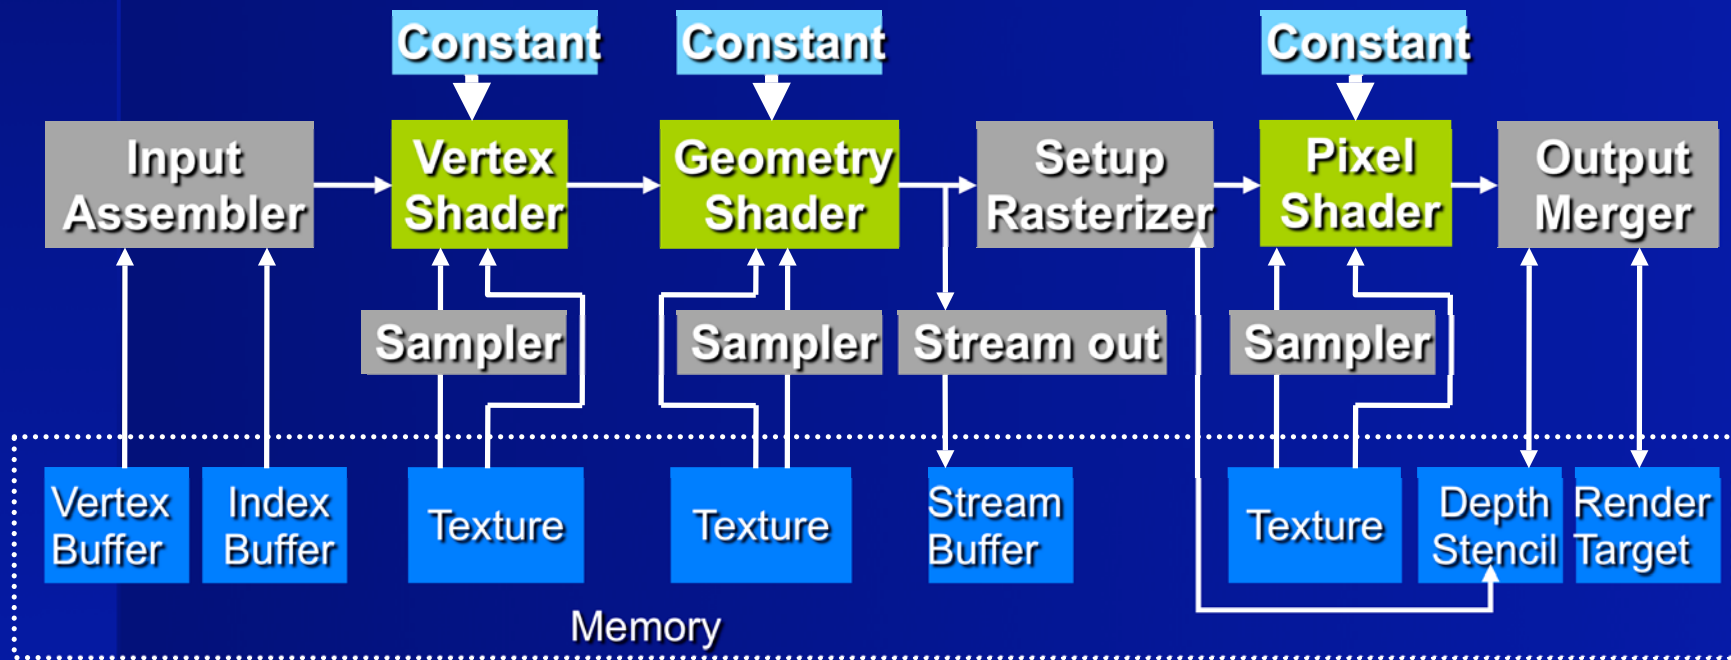 Constant
Constant
Constant
Input
Assembler
Vertex
Shader
Geometry
Shader
Setup
Rasterizer
Pixel
Shader
Output
Merger
Sampler
Sampler
Stream out
Sampler
Vertex
Buffer
Index
Buffer
Texture
Texture
Stream
Buffer
Texture
Depth
Stencil
Render
Target
Memory